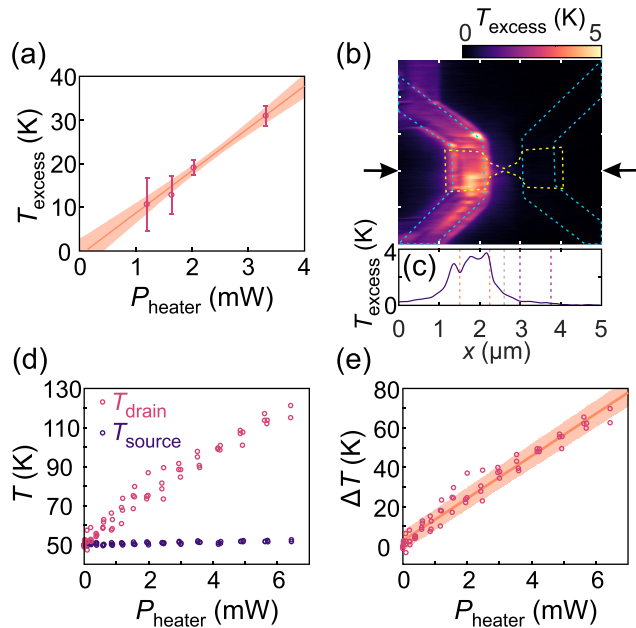 T_excess (K)
0 5
(a)
(b)
40
30
20
10
0
T_excess (K)
0 1 2 3 4
P_heater (mW)
(c)
4
0
T_excess (K)
0 1 2 3 4 5
x (μm)
(d)
(e)
130
110
90
70
50
T (K)
T_drain
T_source
0 2 4 6
P_heater (mW)
80
60
40
20
0
ΔT (K)
0 2 4 6
P_heater (mW)